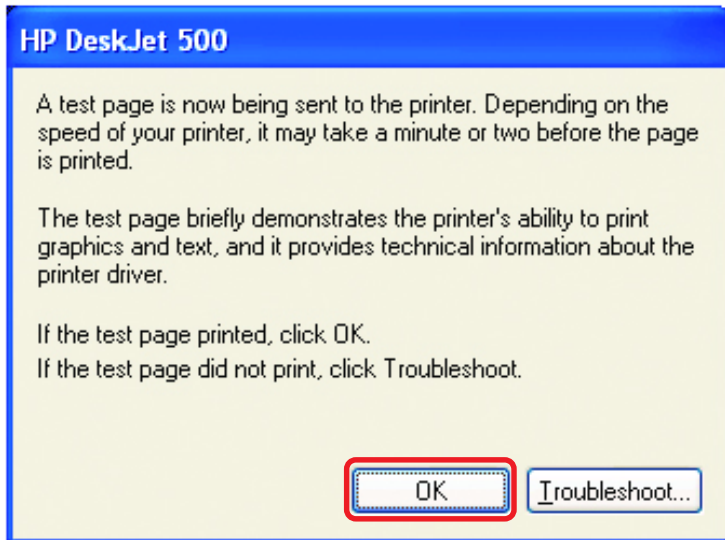 HP DeskJet 500
A test page is now being sent to the printer. Depending on the
speed of your printer, it may take a minute or two before the page
is printed.
The test page briefly demonstrates the printer's ability to print
graphics and text, and it provides technical information about the
printer driver.
If the test page printed, click OK.
If the test page did not print, click Troubleshoot.
OK
Troubleshoot...